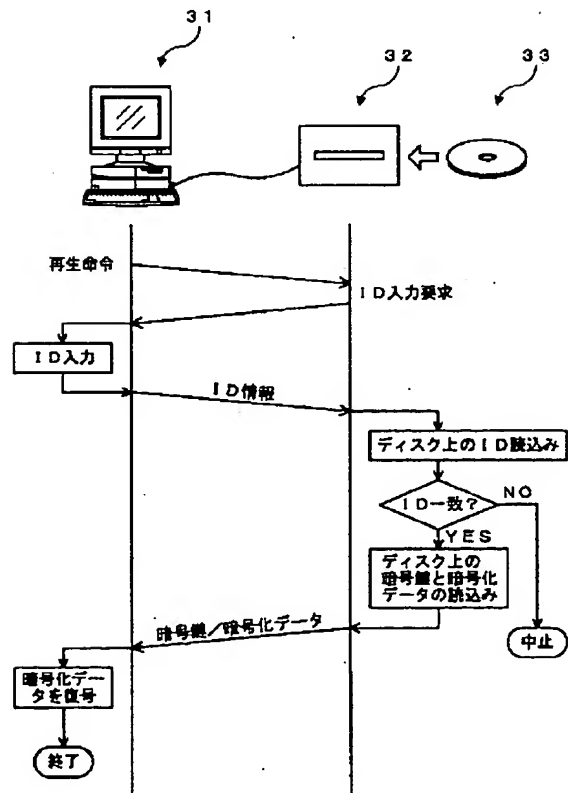 ３１
３２
３３
再生命令
ＩＤ入力要求
ＩＤ入力
ＩＤ情報
ディスク上のＩＤ読込み
ＩＤ一致？
ＮＯ
ＹＥＳ
ディスク上の
暗号鍵と暗号化
データの読込み
暗号鍵／暗号化データ
中止
暗号化デー
タを復号
終了